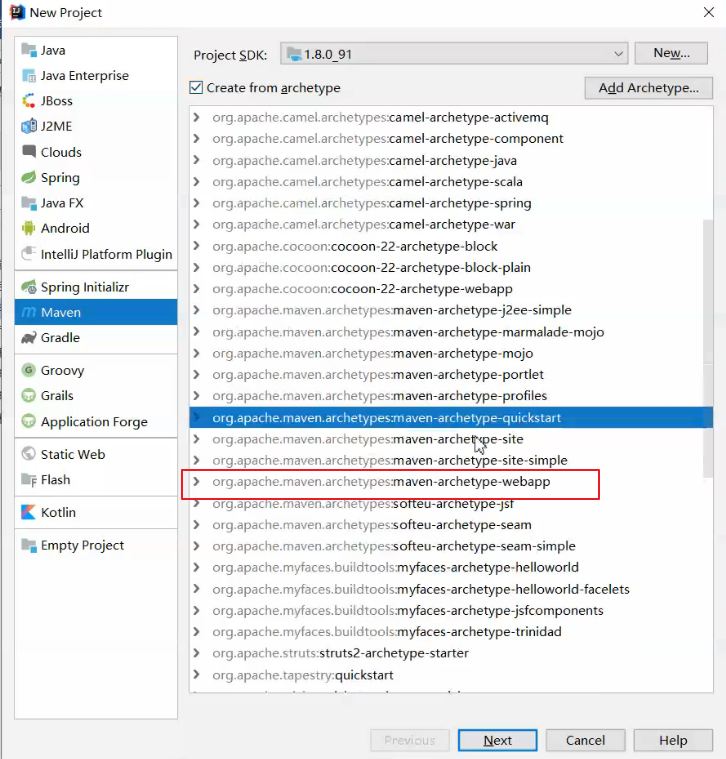 New Project
Java
Java Enterprise
JBoss
J2ME
Clouds
Spring
Java FX
Android
IntelliJ Platform Plugin
Spring Initializr
Maven
Gradle
Groovy
Grails
Application Forge
Static Web
Flash
Kotlin
Empty Project
Project SDK: 1.8.0_91 New...
Create from archetype Add Archetype...
org.apache.camel.archetypes:camel-archetype-activemq
org.apache.camel.archetypes:camel-archetype-component
org.apache.camel.archetypes:camel-archetype-java
org.apache.camel.archetypes:camel-archetype-scala
org.apache.camel.archetypes:camel-archetype-spring
org.apache.camel.archetypes:camel-archetype-war
org.apache.cocoon:cocoon-22-archetype-block
org.apache.cocoon:cocoon-22-archetype-block-plain
org.apache.cocoon:cocoon-22-archetype-webapp
org.apache.maven.archetypes:maven-archetype-j2ee-simple
org.apache.maven.archetypes:maven-archetype-marmalade-mojo
org.apache.maven.archetypes:maven-archetype-mojo
org.apache.maven.archetypes:maven-archetype-portlet
org.apache.maven.archetypes:maven-archetype-profiles
org.apache.maven.archetypes:maven-archetype-quickstart
org.apache.maven.archetypes:maven-archetype-site
org.apache.maven.archetypes:maven-archetype-site-simple
org.apache.maven.archetypes:maven-archetype-webapp
org.apache.maven.archetypes:softeu-archetype-jsf
org.apache.maven.archetypes:softeu-archetype-seam
org.apache.maven.archetypes:softeu-archetype-seam-simple
org.apache.myfaces.buildtools:myfaces-archetype-helloworld
org.apache.myfaces.buildtools:myfaces-archetype-helloworld-facelets
org.apache.myfaces.buildtools:myfaces-archetype-jsfcomponents
org.apache.myfaces.buildtools:myfaces-archetype-trinidad
org.apache.struts:struts2-archetype-starter
org.apache.tapestry:quickstart
Previous Next Cancel Help